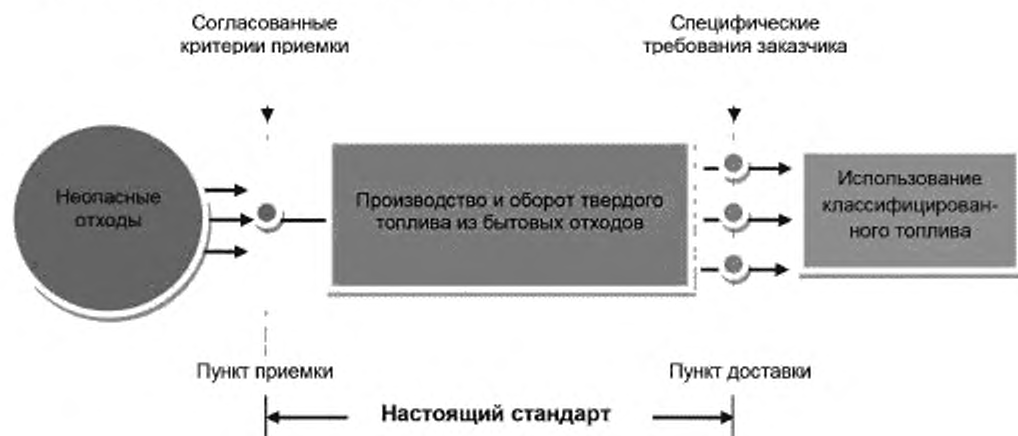 Согласованные
критерии приемки
Специфические
требования заказчика
Неопасные
отходы
Производство и оборот твердого
топлива из бытовых отходов
Использование
классифицирован-
ного топлива
Пункт приемки
Пункт доставки
Настоящий стандарт